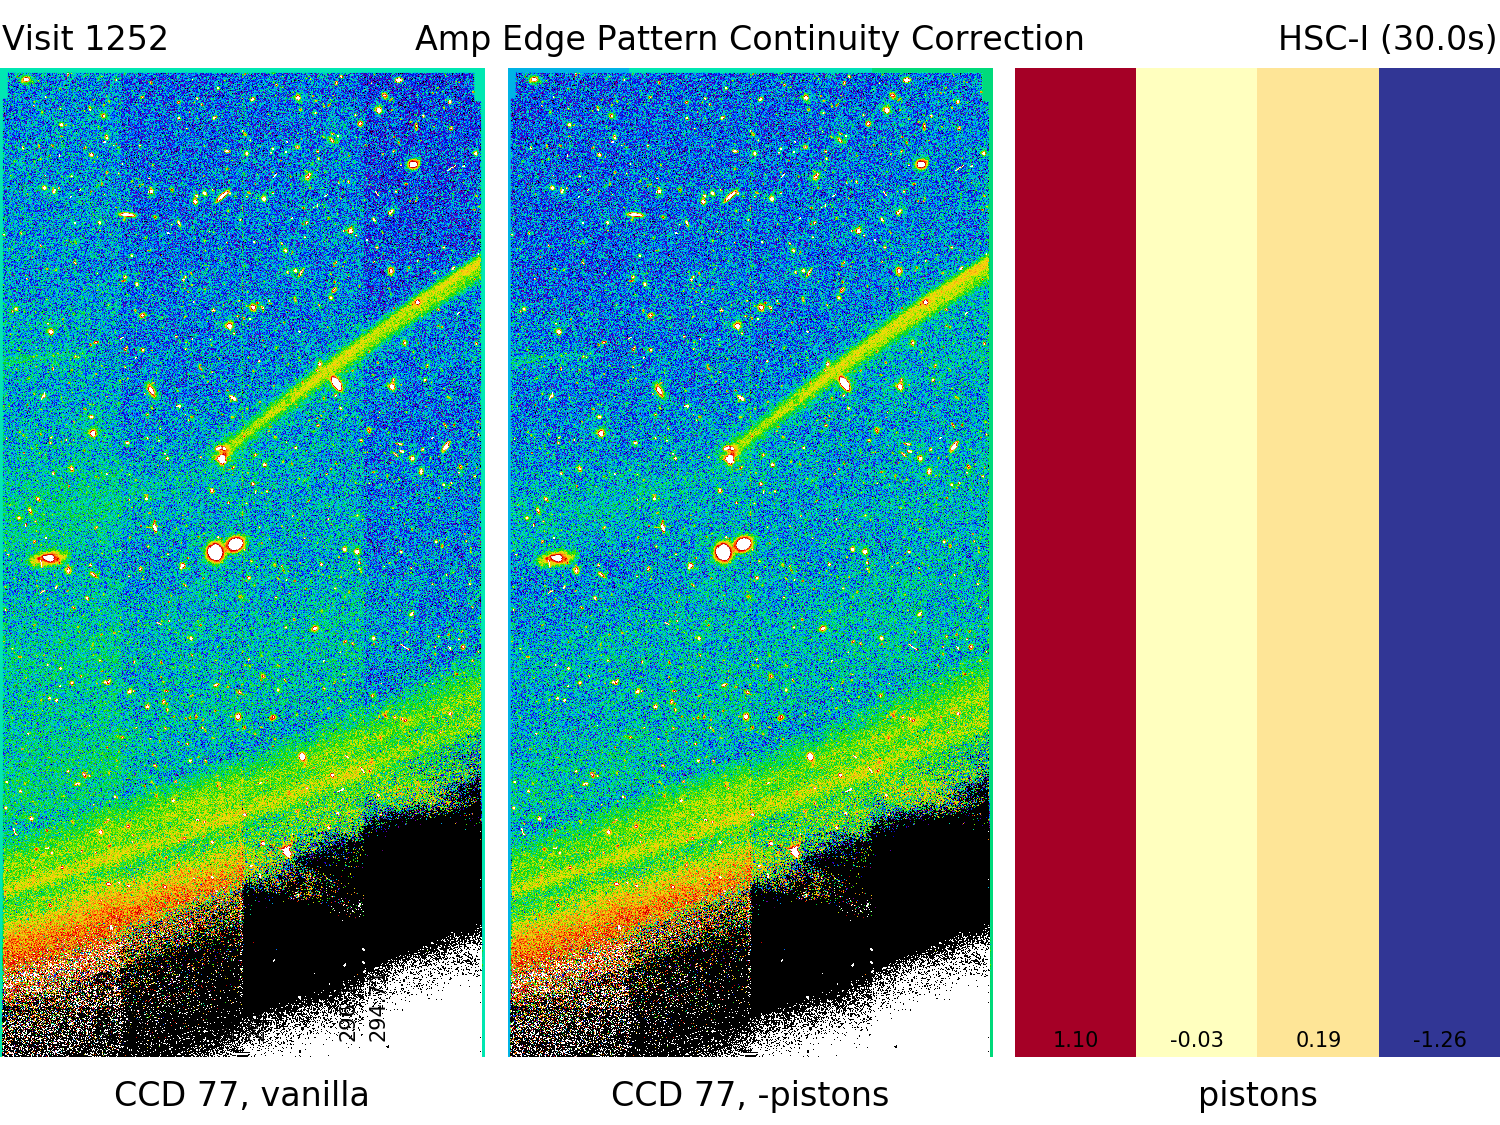 Visit 1252
Amp Edge Pattern Continuity Correction
HSC-I (30.0s)
1.10
-0.03
0.19
-1.26
CCD 77, vanilla
CCD 77, -pistons
pistons